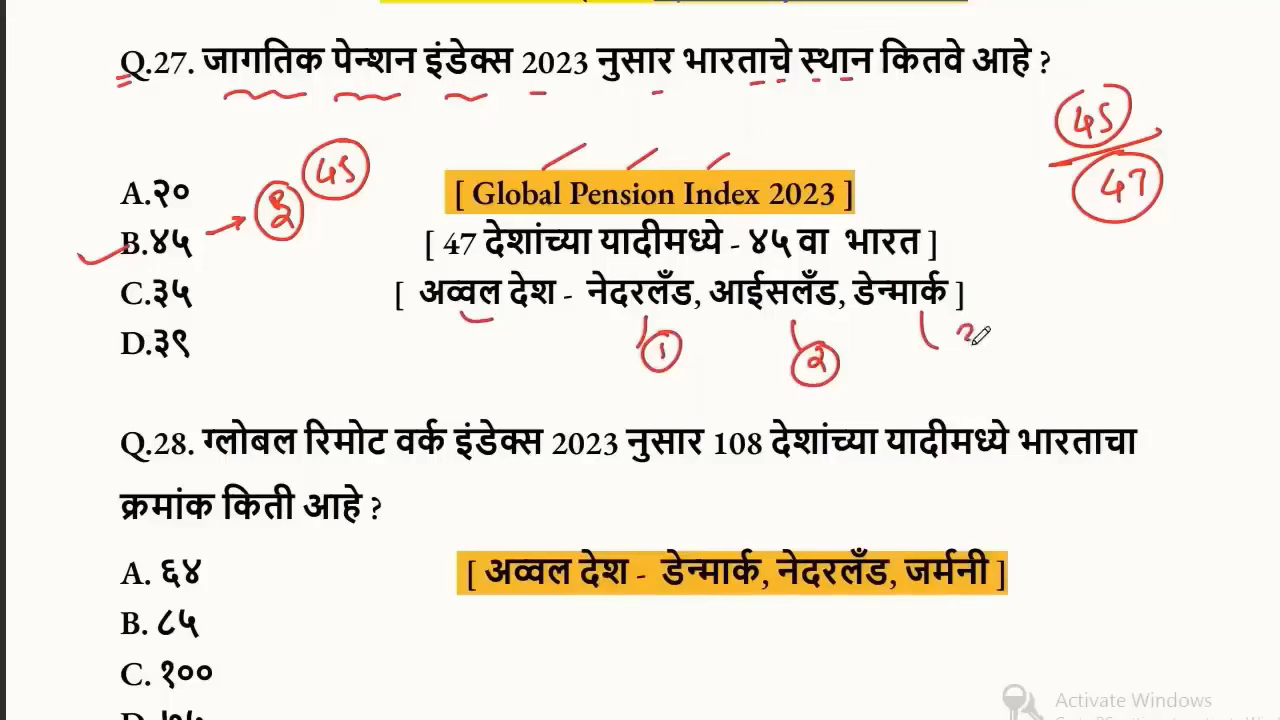 Q.27. जागतिक पेन्शन इंडेक्स 2023 नुसार भारताचे स्थान कितवे आहे ?
45
47
A.२०
45
[ Global Pension Index 2023 ]
B.४५
[ 47 देशांच्या यादीमध्ये - ४५ वा भारत ]
C.३५
[ अव्वल देश - नेदरलँड, आईसलँड, डेन्मार्क ]
D.३९
१
२
Q.28. ग्लोबल रिमोट वर्क इंडेक्स 2023 नुसार 108 देशांच्या यादीमध्ये भारताचा
क्रमांक किती आहे ?
A. ६४
[ अव्वल देश - डेन्मार्क, नेदरलँड, जर्मनी ]
B. ८५
C. १००
Activate Windows